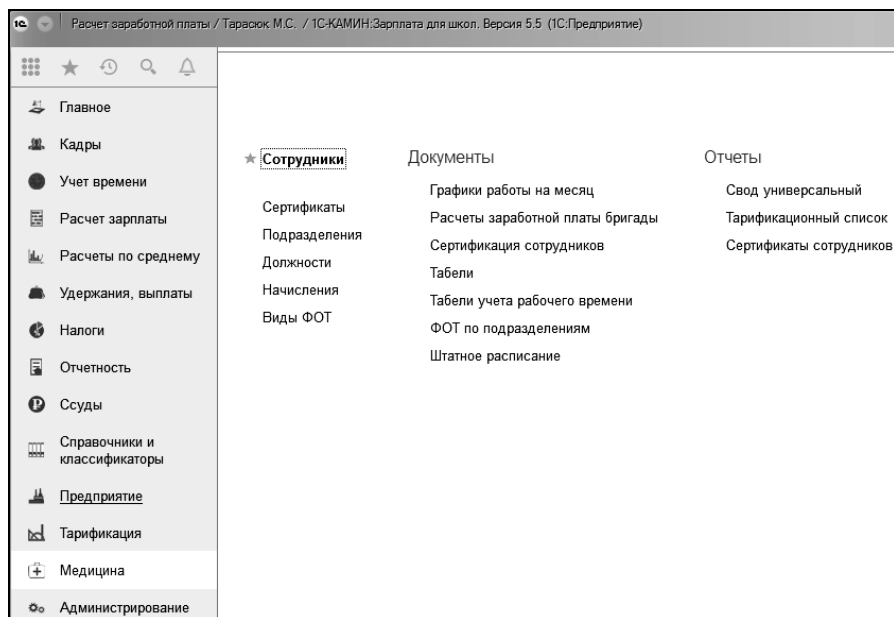 1С Расчет заработной платы / Тарасюк М.С. / 1С-КАМИН:Зарплата для школ. Версия 5.5 (1С:Предприятие)
Главное
Кадры
Учет времени
Расчет зарплаты
Расчеты по среднему
Удержания, выплаты
Налоги
Отчетность
Ссуды
Справочники и
классификаторы
Предприятие
Тарификация
Медицина
Администрирование
Сотрудники
Сертификаты
Подразделения
Должности
Начисления
Виды ФОТ
Документы
Графики работы на месяц
Расчеты заработной платы бригады
Сертификация сотрудников
Табели
Табели учета рабочего времени
ФОТ по подразделениям
Штатное расписание
Отчеты
Свод универсальный
Тарификационный список
Сертификаты сотрудников